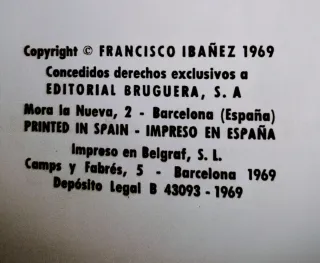 Copyright © FRANCISCO IBAÑEZ 1969
Concedidos derechos exclusivos a
EDITORIAL BRUGUERA, S. A
Mora la Nueva, 2 - Barcelona (España)
PRINTED IN SPAIN - IMPRESO EN ESPAÑA
Impreso en Belgraf, S. L.
Camps y Fabrés, 5 - Barcelona 1969
Depósito Legal B 43093 - 1969